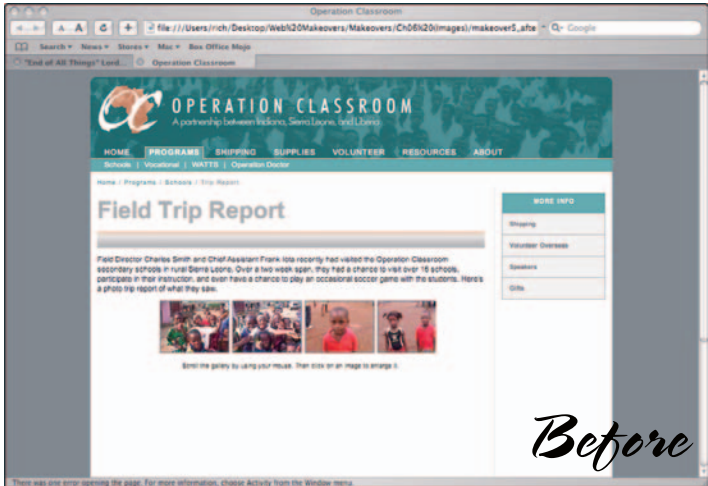 Operation Classroom
A A
file:///Users/rich/Desktop/Web%20Makeovers/Makeovers/Ch06%20(Images)/makeover5_afte
Q- Google
Search News Stores Mac Box Office Mojo
"End of All Things" Lord... Operation Classroom
OPERATION CLASSROOM
A partnership between Indiana, Sierra Leone, and Liberia
HOME PROGRAMS SHIPPING SUPPLIES VOLUNTEER RESOURCES ABOUT
Schools | Vocational | WATTS | Operation Doctor
Home / Programs / Schools / Trip Report
Field Trip Report
Field Director Charles Smith and Chief Assistant Frank Iota recently had visited the Operation Classroom
secondary schools in rural Sierra Leone. Over a two week span, they had a chance to visit over 16 schools,
participate in their instruction, and even have a chance to play an occasional soccer game with the students. Here's
a photo trip report of what they saw.
Scroll the gallery by using your mouse. Then click on an image to enlarge it.
MORE INFO
Shipping
Volunteer Overseas
Speakers
Gifts
Before
There was one error opening the page. For more information, choose Activity from the Window menu.